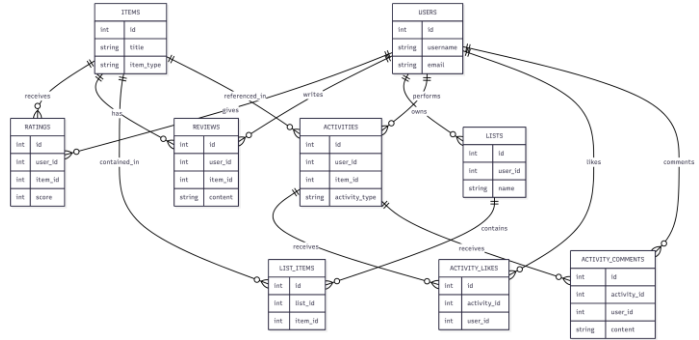 ITEMS
int id
string title
string item_type
USERS
int id
string username
string email
receives
has
referenced_in
gives
writes
performs
owns
RATINGS
int id
int user_id
int item_id
int score
REVIEWS
int id
int user_id
int item_id
string content
ACTIVITIES
int id
int user_id
int item_id
string activity_type
LISTS
int id
int user_id
string name
contained_in
likes
comments
receives
contains
receives
LIST_ITEMS
int id
int list_id
int item_id
ACTIVITY_LIKES
int id
int activity_id
int user_id
ACTIVITY_COMMENTS
int id
int activity_id
int user_id
string content